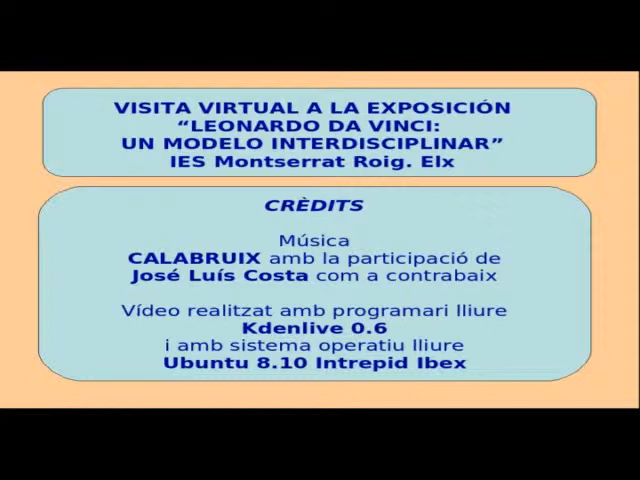 VISITA VIRTUAL A LA EXPOSICIÓN
“LEONARDO DA VINCI:
UN MODELO INTERDISCIPLINAR”
IES Montserrat Roig. Elx
CRÈDITS
Música
CALABRUIX amb la participació de
José Luís Costa com a contrabaix
Vídeo realitzat amb programari lliure
Kdenlive 0.6
i amb sistema operatiu lliure
Ubuntu 8.10 Intrepid Ibex